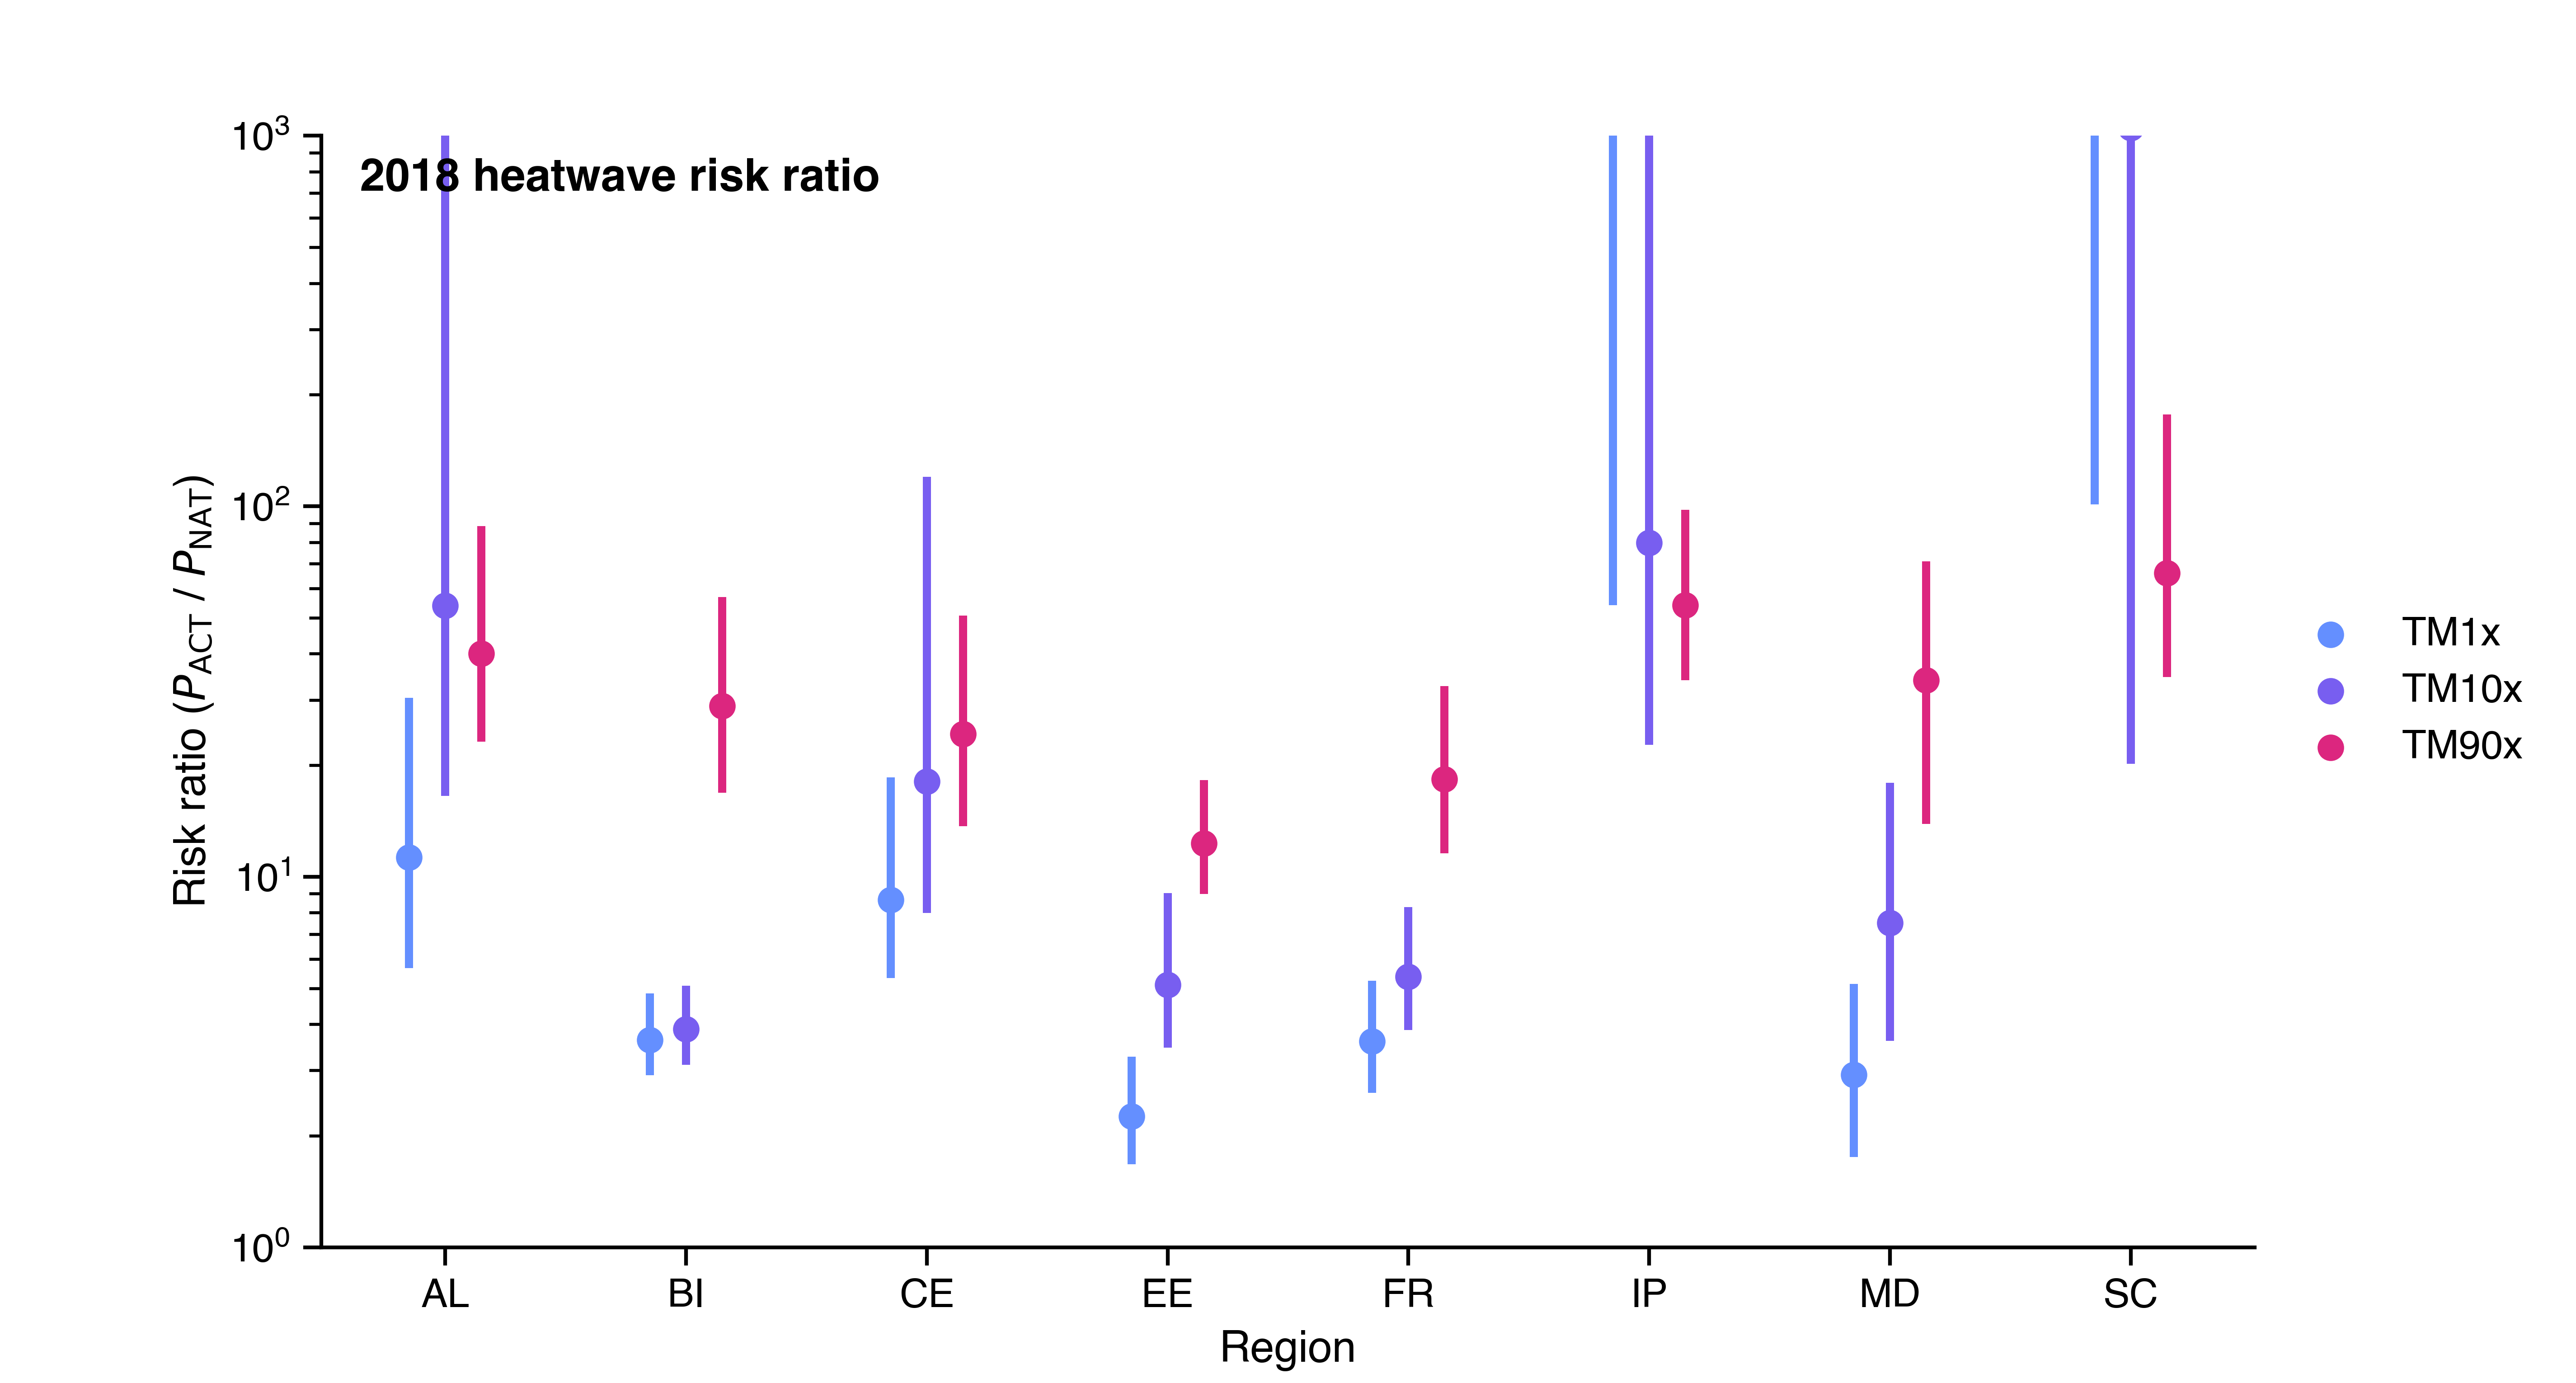 2018 heatwave risk ratio
Risk ratio (P_ACT / P_NAT)
10³
10²
10¹
10⁰
AL BI CE EE FR IP MD SC
Region
TM1x
TM10x
TM90x